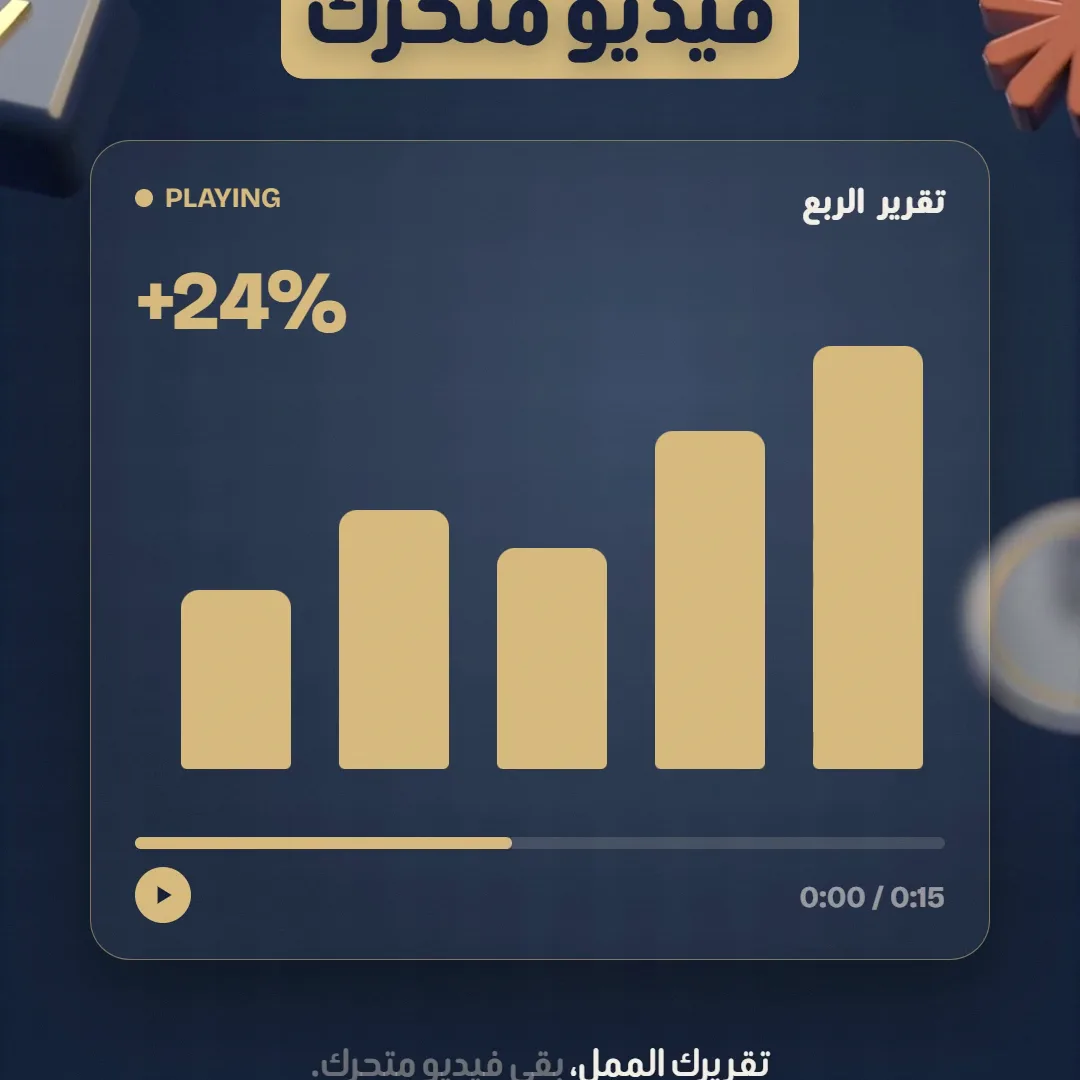 فيديو متحرك
PLAYING
تقرير الربع
+24%
0:00 / 0:15
تقريرك الممل، بقى فيديو متحرك.